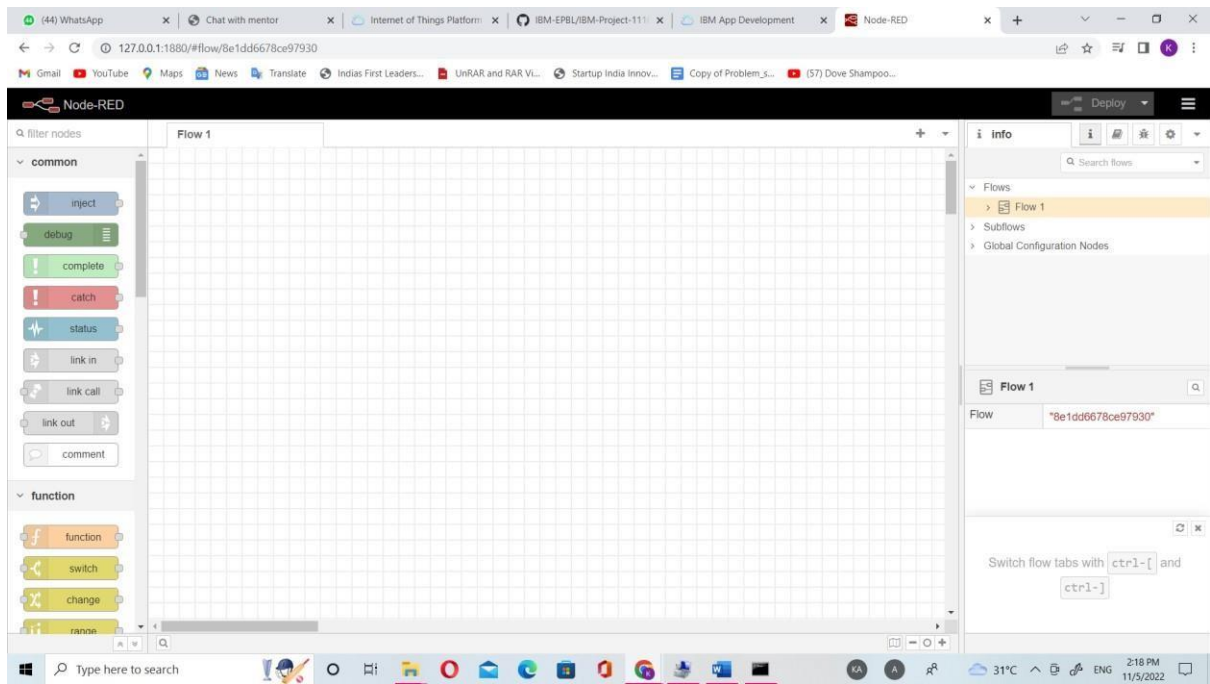 (44) WhatsApp
Chat with mentor
Internet of Things Platform
IBM-EPBL/IBM-Project-111
IBM App Development
Node-RED
127.0.0.1:1880/#flow/8e1dd6678ce97930
K
Gmail
YouTube
Maps
News
Translate
Indias First Leaders...
UnRAR and RAR Vi...
Startup India Innov...
Copy of Problem_s...
(57) Dove Shampoo...
Node-RED
Deploy
filter nodes
Flow 1
info
Search flows
common
inject
debug
complete
catch
status
link in
link call
link out
comment
function
function
switch
change
range
Flows
Flow 1
Subflows
Global Configuration Nodes
Flow 1
Flow "8e1dd6678ce97930"
Switch flow tabs with ctrl-[ and
ctrl-]
Type here to search
KA
A
31°C
ENG
2:18 PM
11/5/2022